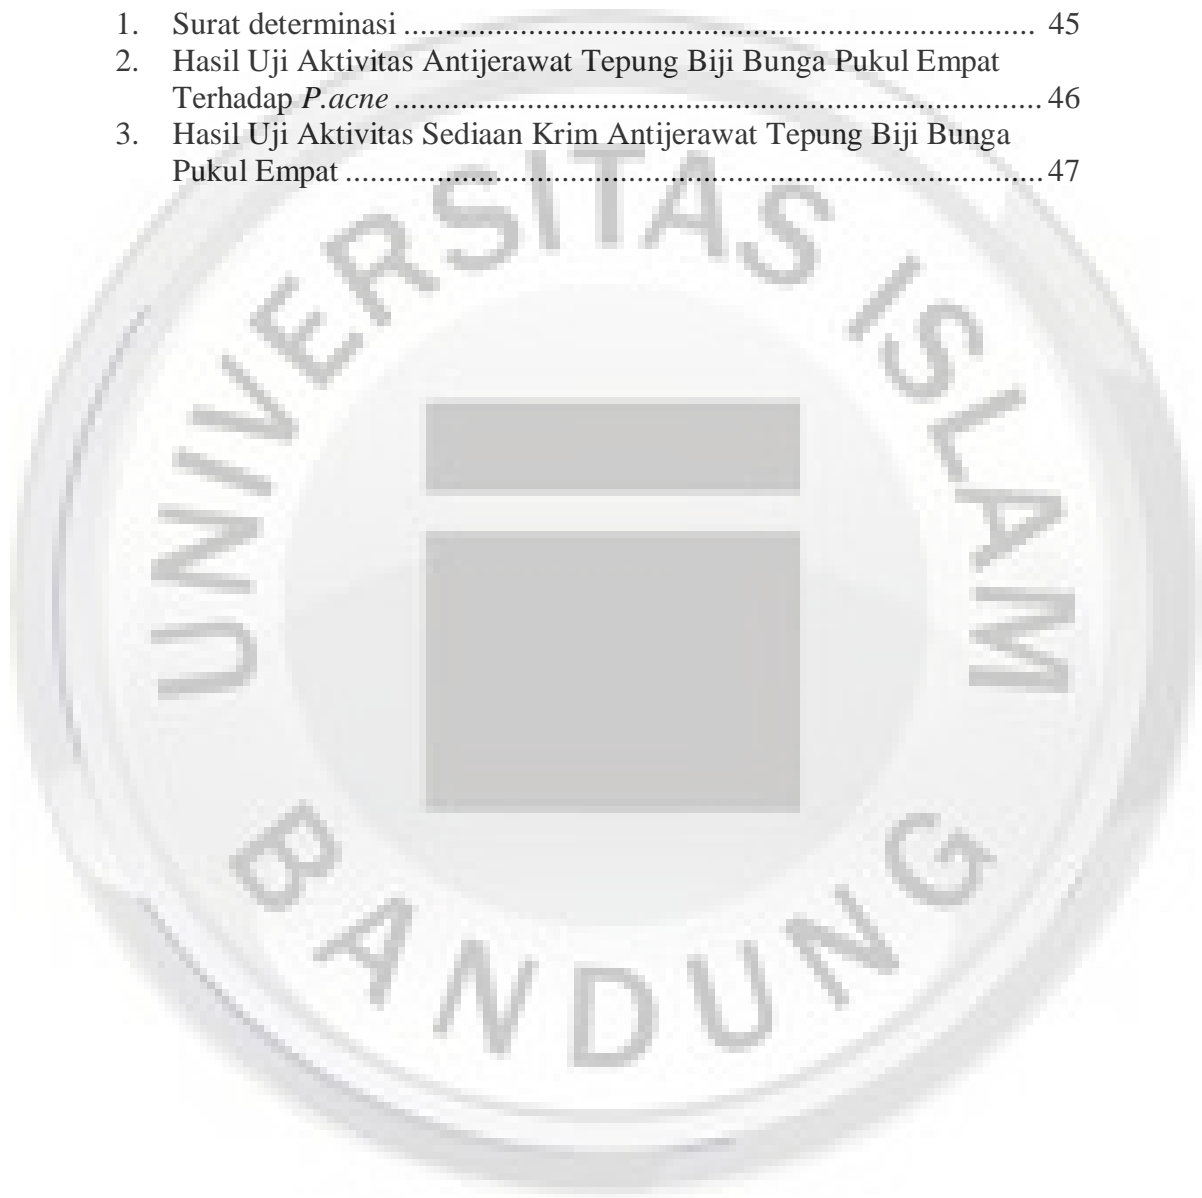 1. Surat determinasi ........................................................................... 45
2. Hasil Uji Aktivitas Antijerawat Tepung Biji Bunga Pukul Empat
Terhadap P.acne ............................................................................. 46
3. Hasil Uji Aktivitas Sediaan Krim Antijerawat Tepung Biji Bunga
Pukul Empat ................................................................................... 47
UNIVERSITAS ISLAM
BANDUNG